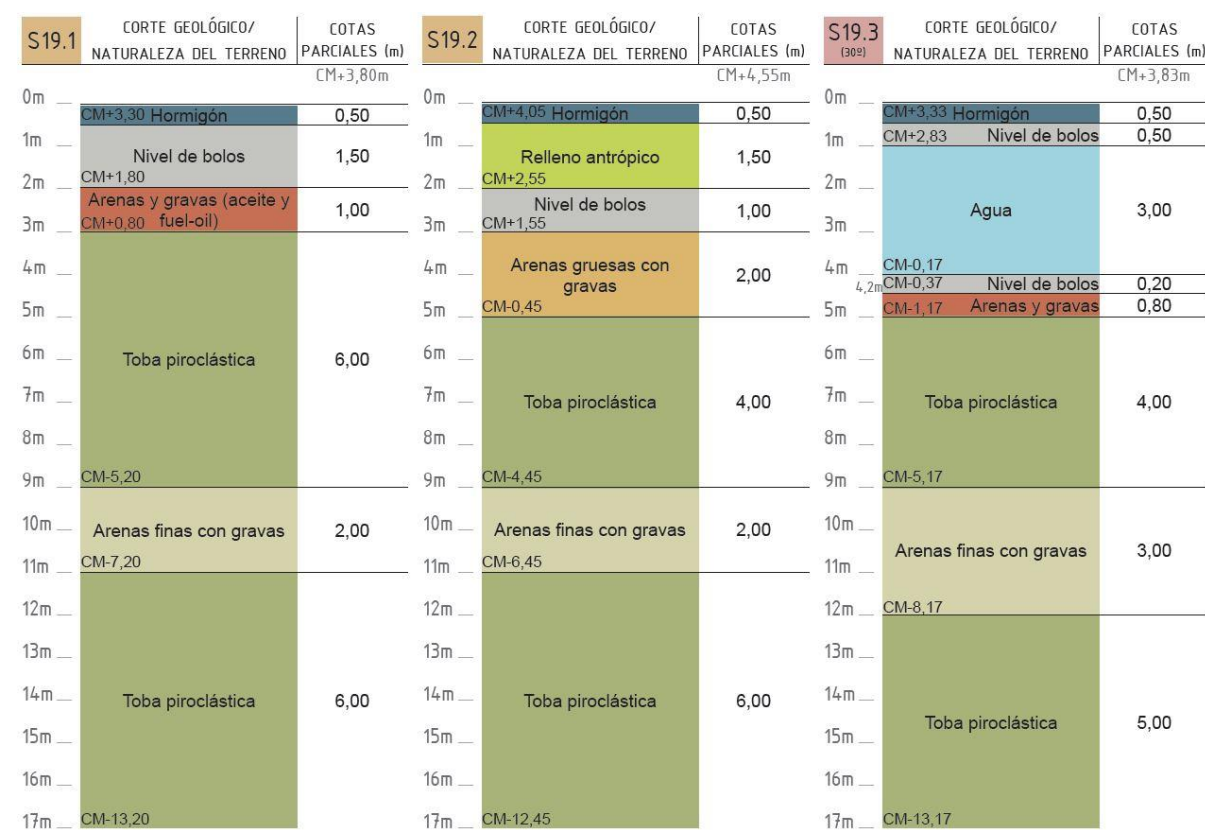 S19.1
CORTE GEOLÓGICO/
NATURALEZA DEL TERRENO
COTAS
PARCIALES (m)
CM+3,80m
0m
CM+3,30 Hormigón
0,50
1m
Nivel de bolos
1,50
CM+1,80
2m
Arenas y gravas (aceite y
CM+0,80 fuel-oil)
1,00
3m
4m
5m
6m
Toba piroclástica
6,00
7m
8m
9m
CM-5,20
10m
Arenas finas con gravas
2,00
CM-7,20
11m
12m
13m
14m
Toba piroclástica
6,00
15m
16m
17m
CM-13,20
S19.2
CORTE GEOLÓGICO/
NATURALEZA DEL TERRENO
COTAS
PARCIALES (m)
CM+4,55m
0m
CM+4,05 Hormigón
0,50
1m
Relleno antrópico
1,50
2m
CM+2,55
Nivel de bolos
1,00
3m
CM+1,55
4m
Arenas gruesas con
gravas
2,00
5m
CM-0,45
6m
7m
Toba piroclástica
4,00
8m
9m
CM-4,45
10m
Arenas finas con gravas
2,00
11m
CM-6,45
12m
13m
14m
Toba piroclástica
6,00
15m
16m
17m
CM-12,45
S19.3
(30º)
CORTE GEOLÓGICO/
NATURALEZA DEL TERRENO
COTAS
PARCIALES (m)
CM+3,83m
0m
CM+3,33 Hormigón
0,50
1m
CM+2,83 Nivel de bolos
0,50
2m
3m
Agua
3,00
4m
CM-0,17
4,2m
CM-0,37 Nivel de bolos
0,20
5m
CM-1,17 Arenas y gravas
0,80
6m
7m
Toba piroclástica
4,00
8m
9m
CM-5,17
10m
Arenas finas con gravas
3,00
11m
12m
CM-8,17
13m
14m
Toba piroclástica
5,00
15m
16m
17m
CM-13,17